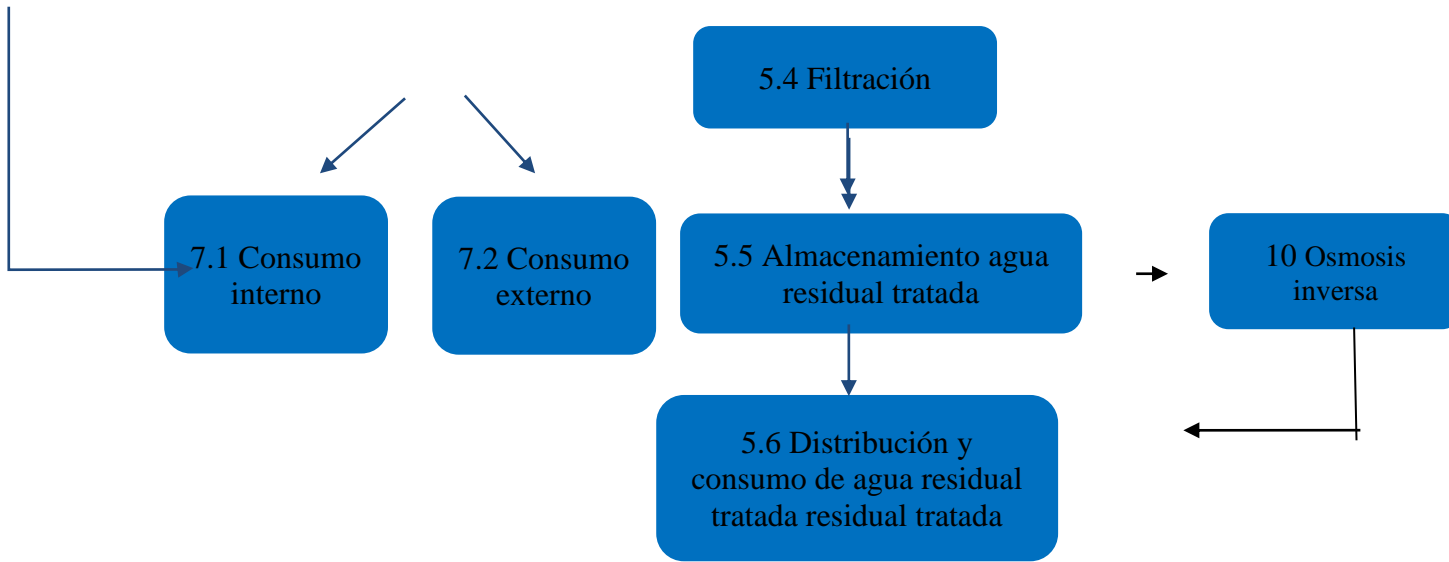 5.4 Filtración
7.1 Consumo
interno
7.2 Consumo
externo
5.5 Almacenamiento agua
residual tratada
10 Osmosis
inversa
5.6 Distribución y
consumo de agua residual
tratada residual tratada